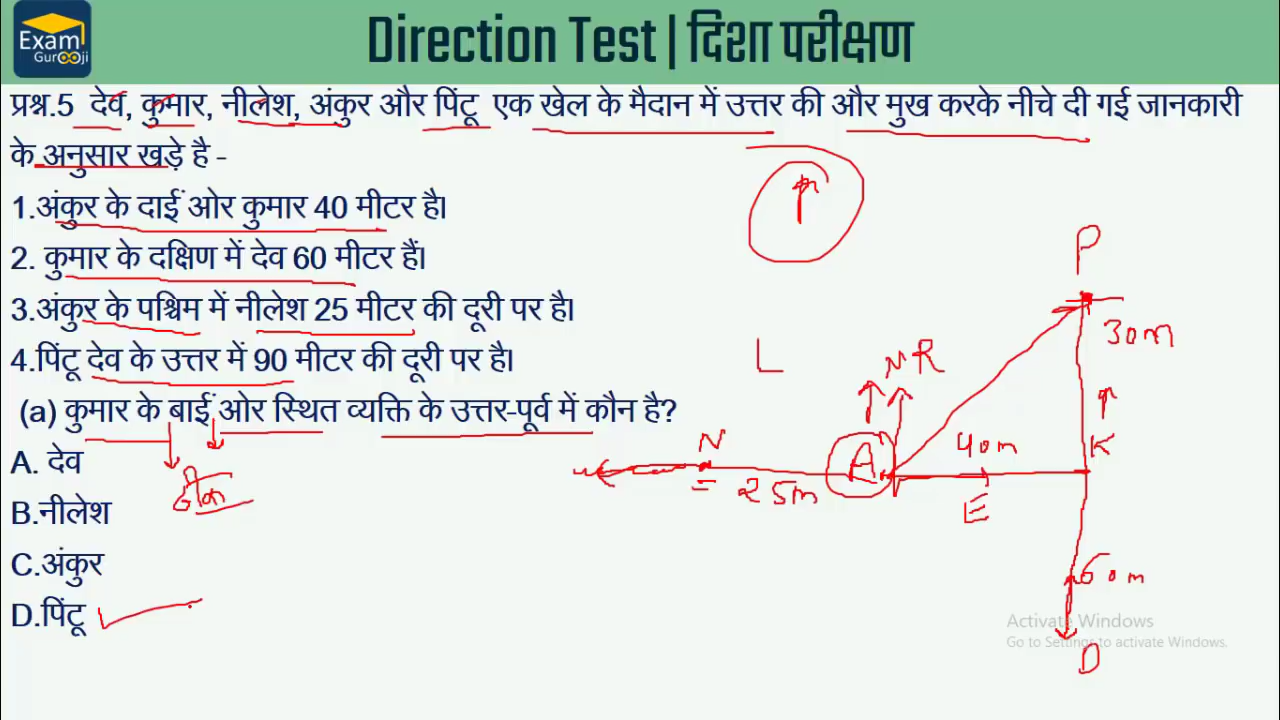 Exam
Gurooji
Direction Test | दिशा परीक्षण
प्रश्न.5 देव, कुमार, नीलेश, अंकुर और पिंटू एक खेल के मैदान में उत्तर की और मुख करके नीचे दी गई जानकारी
के अनुसार खड़े है -
1.अंकुर के दाईं ओर कुमार 40 मीटर है।
2. कुमार के दक्षिण में देव 60 मीटर हैं।
3.अंकुर के पश्चिम में नीलेश 25 मीटर की दूरी पर है।
4.पिंटू देव के उत्तर में 90 मीटर की दूरी पर है।
(a) कुमार के बाईं ओर स्थित व्यक्ति के उत्तर-पूर्व में कौन है?
A. देव
B.नीलेश
C.अंकुर
D.पिंटू
P
30m
L
N R
N
A
40m
K
25m
E
60m
D
Activate Windows
Go to Settings to activate Windows.